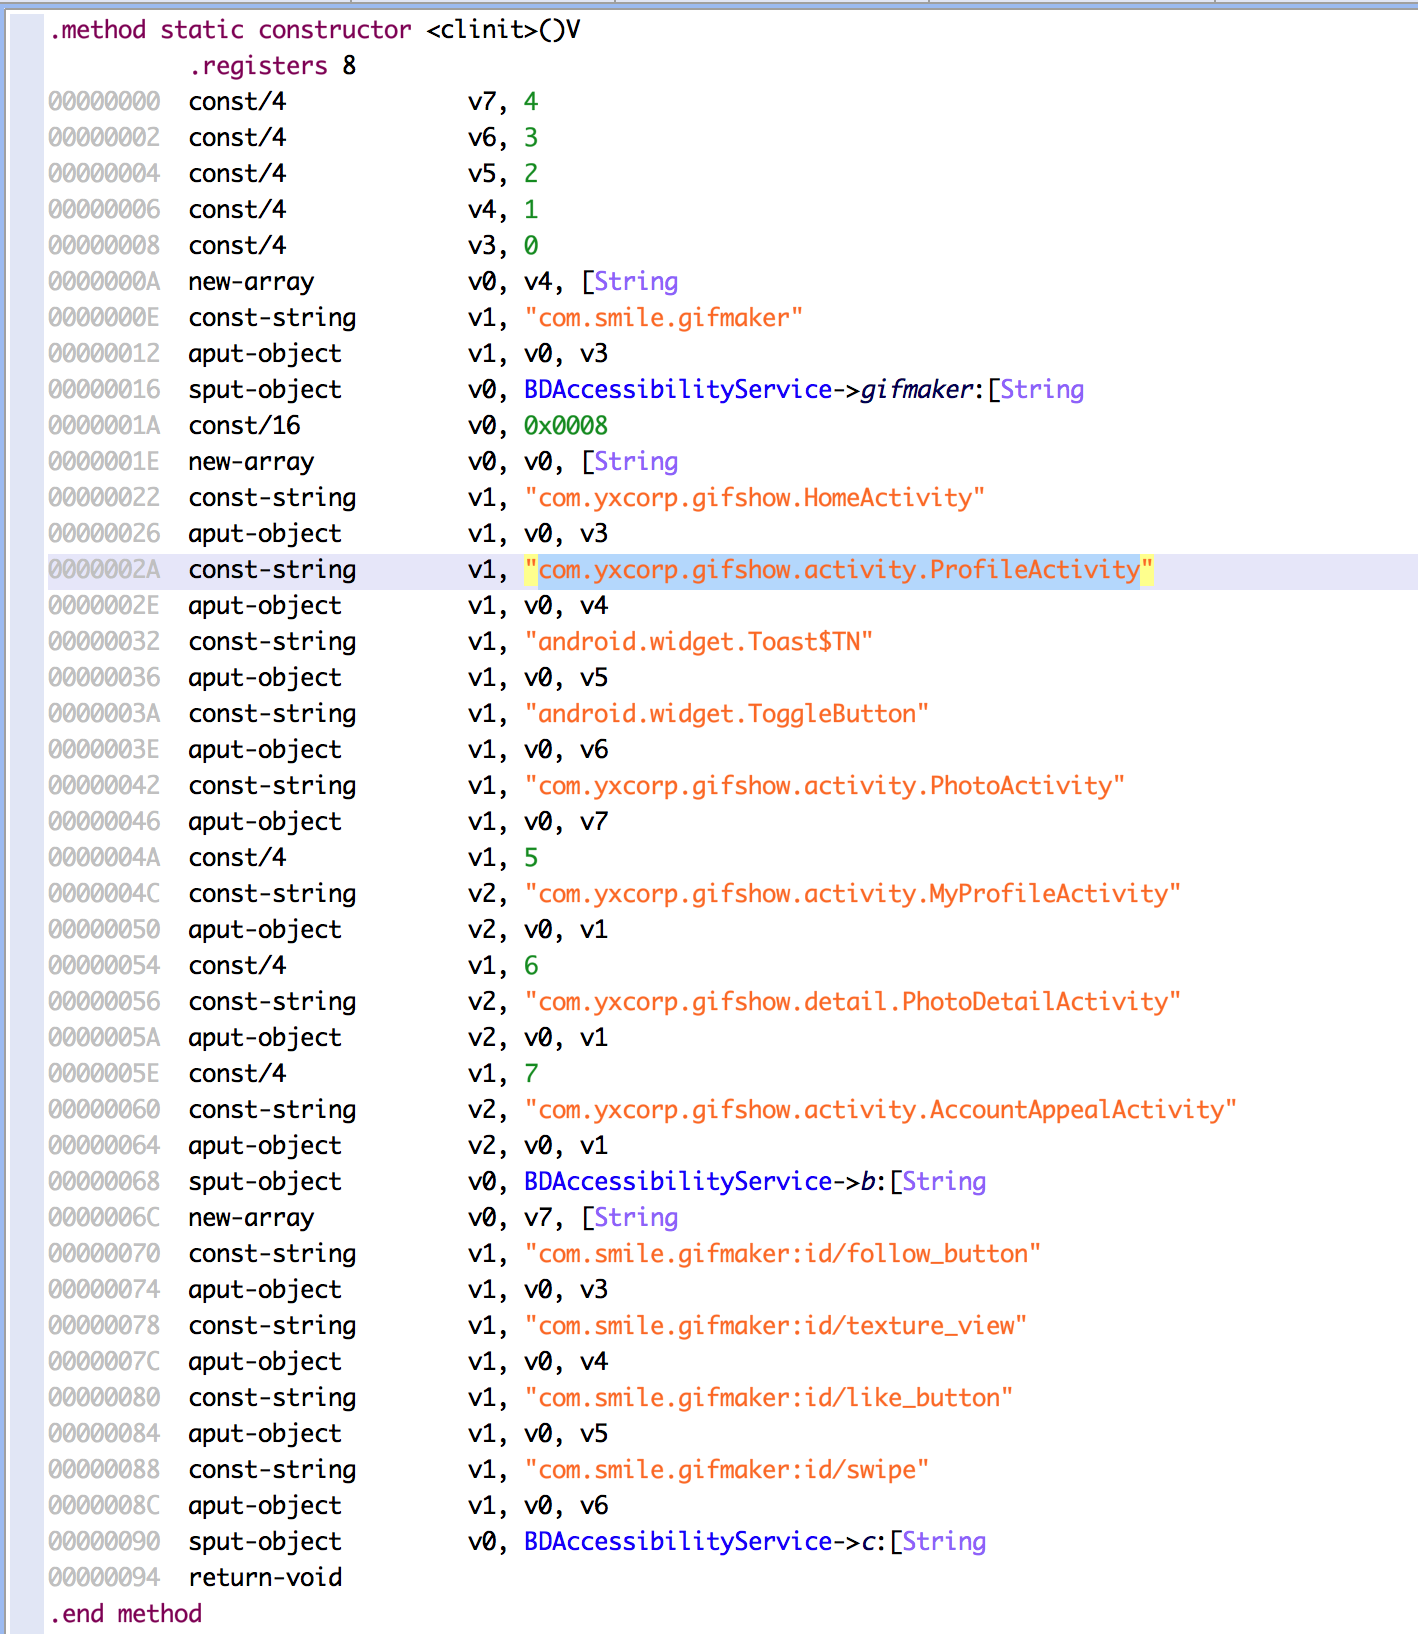 .method static constructor <clinit>()V
.registers 8
00000000 const/4 v7, 4
00000002 const/4 v6, 3
00000004 const/4 v5, 2
00000006 const/4 v4, 1
00000008 const/4 v3, 0
0000000A new-array v0, v4, [String
0000000E const-string v1, "com.smile.gifmaker"
00000012 aput-object v1, v0, v3
00000016 sput-object v0, BDAccessibilityService->gifmaker:[String
0000001A const/16 v0, 0x0008
0000001E new-array v0, v0, [String
00000022 const-string v1, "com.yxcorp.gifshow.HomeActivity"
00000026 aput-object v1, v0, v3
0000002A const-string v1, "com.yxcorp.gifshow.activity.ProfileActivity"
0000002E aput-object v1, v0, v4
00000032 const-string v1, "android.widget.Toast$TN"
00000036 aput-object v1, v0, v5
0000003A const-string v1, "android.widget.ToggleButton"
0000003E aput-object v1, v0, v6
00000042 const-string v1, "com.yxcorp.gifshow.activity.PhotoActivity"
00000046 aput-object v1, v0, v7
0000004A const/4 v1, 5
0000004C const-string v2, "com.yxcorp.gifshow.activity.MyProfileActivity"
00000050 aput-object v2, v0, v1
00000054 const/4 v1, 6
00000056 const-string v2, "com.yxcorp.gifshow.detail.PhotoDetailActivity"
0000005A aput-object v2, v0, v1
0000005E const/4 v1, 7
00000060 const-string v2, "com.yxcorp.gifshow.activity.AccountAppealActivity"
00000064 aput-object v2, v0, v1
00000068 sput-object v0, BDAccessibilityService->b:[String
0000006C new-array v0, v7, [String
00000070 const-string v1, "com.smile.gifmaker:id/follow_button"
00000074 aput-object v1, v0, v3
00000078 const-string v1, "com.smile.gifmaker:id/texture_view"
0000007C aput-object v1, v0, v4
00000080 const-string v1, "com.smile.gifmaker:id/like_button"
00000084 aput-object v1, v0, v5
00000088 const-string v1, "com.smile.gifmaker:id/swipe"
0000008C aput-object v1, v0, v6
00000090 sput-object v0, BDAccessibilityService->c:[String
00000094 return-void
.end method